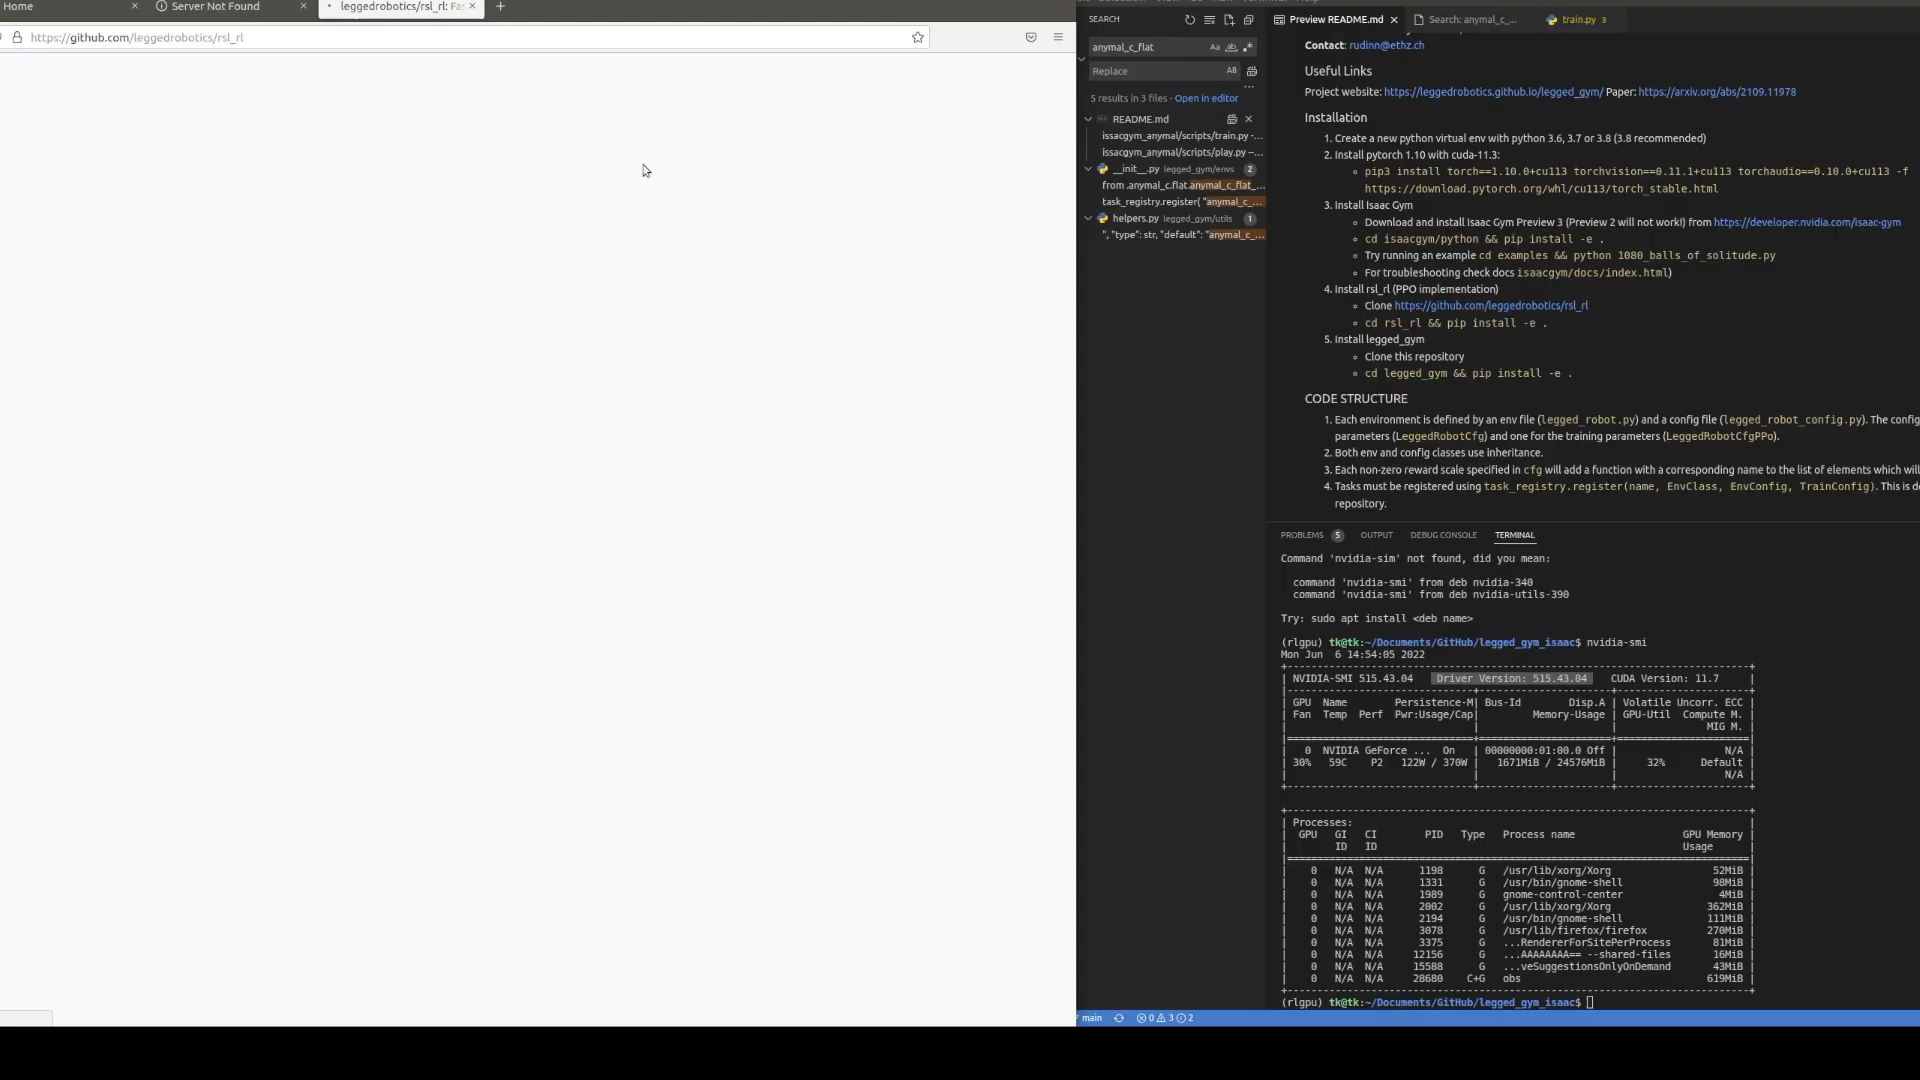 Home
Server Not Found
leggedrobotics/rsl_rl: Fas
https://github.com/leggedrobotics/rsl_rl
SEARCH
anymal_c_flat
Aa
ab
Replace
AB
5 results in 3 files - Open in editor
README.md
issacgym_anymal/scripts/train.py -...
issacgym_anymal/scripts/play.py --...
__init__.py legged_gym/envs 2
from .anymal_c.flat.anymal_c_flat_...
task_registry.register( "anymal_c_...
helpers.py legged_gym/utils 1
", "type": str, "default": "anymal_c_...
Preview README.md
Search: anymal_c_...
train.py 3
Contact: rudinn@ethz.ch
Useful Links
Project website: https://leggedrobotics.github.io/legged_gym/ Paper: https://arxiv.org/abs/2109.11978
Installation
1. Create a new python virtual env with python 3.6, 3.7 or 3.8 (3.8 recommended)
2. Install pytorch 1.10 with cuda-11.3:
pip3 install torch==1.10.0+cu113 torchvision==0.11.1+cu113 torchaudio==0.10.0+cu113 -f
https://download.pytorch.org/whl/cu113/torch_stable.html
3. Install Isaac Gym
Download and install Isaac Gym Preview 3 (Preview 2 will not work!) from https://developer.nvidia.com/isaac-gym
cd isaacgym/python && pip install -e .
Try running an example cd examples && python 1080_balls_of_solitude.py
For troubleshooting check docs isaacgym/docs/index.html)
4. Install rsl_rl (PPO implementation)
Clone https://github.com/leggedrobotics/rsl_rl
cd rsl_rl && pip install -e .
5. Install legged_gym
Clone this repository
cd legged_gym && pip install -e .
CODE STRUCTURE
1. Each environment is defined by an env file (legged_robot.py) and a config file (legged_robot_config.py). The config
parameters (LeggedRobotCfg) and one for the training parameters (LeggedRobotCfgPPo).
2. Both env and config classes use inheritance.
3. Each non-zero reward scale specified in cfg will add a function with a corresponding name to the list of elements which will
4. Tasks must be registered using task_registry.register(name, EnvClass, EnvConfig, TrainConfig). This is d
repository.
PROBLEMS 5 OUTPUT DEBUG CONSOLE TERMINAL
Command 'nvidia-sim' not found, did you mean:
command 'nvidia-smi' from deb nvidia-340
command 'nvidia-smi' from deb nvidia-utils-390
Try: sudo apt install <deb name>
(rlgpu) tk@tk:~/Documents/GitHub/legged_gym_isaac$ nvidia-smi
Mon Jun  6 14:54:05 2022
+-----------------------------------------------------------------------------+
| NVIDIA-SMI 515.43.04    Driver Version: 515.43.04    CUDA Version: 11.7     |
|-------------------------------+----------------------+----------------------+
| GPU  Name        Persistence-M| Bus-Id        Disp.A | Volatile Uncorr. ECC |
| Fan  Temp  Perf  Pwr:Usage/Cap|         Memory-Usage | GPU-Util  Compute M. |
|                               |                      |               MIG M. |
|===============================+======================+======================|
|   0  NVIDIA GeForce ...  On   | 00000000:01:00.0 Off |                  N/A |
| 30%   59C    P2   122W / 370W |   1671MiB / 24576MiB |     32%      Default |
|                               |                      |                  N/A |
+-------------------------------+----------------------+----------------------+
+-----------------------------------------------------------------------------+
| Processes:                                                                  |
|  GPU   GI   CI        PID   Type   Process name                  GPU Memory |
|        ID   ID                                                   Usage      |
|=============================================================================|
|    0   N/A  N/A      1198      G   /usr/lib/xorg/Xorg                 52MiB |
|    0   N/A  N/A      1331      G   /usr/bin/gnome-shell               98MiB |
|    0   N/A  N/A      1989      G   gnome-control-center                4MiB |
|    0   N/A  N/A      2002      G   /usr/lib/xorg/Xorg                362MiB |
|    0   N/A  N/A      2194      G   /usr/bin/gnome-shell              111MiB |
|    0   N/A  N/A      3078      G   /usr/lib/firefox/firefox          270MiB |
|    0   N/A  N/A      3375      G   ...RendererForSitePerProcess       81MiB |
|    0   N/A  N/A     12156      G   ...AAAAAAAA== --shared-files       16MiB |
|    0   N/A  N/A     15588      G   ...veSuggestionsOnlyOnDemand       43MiB |
|    0   N/A  N/A     28680    C+G   obs                               619MiB |
+-----------------------------------------------------------------------------+
(rlgpu) tk@tk:~/Documents/GitHub/legged_gym_isaac$
main 0 3 2